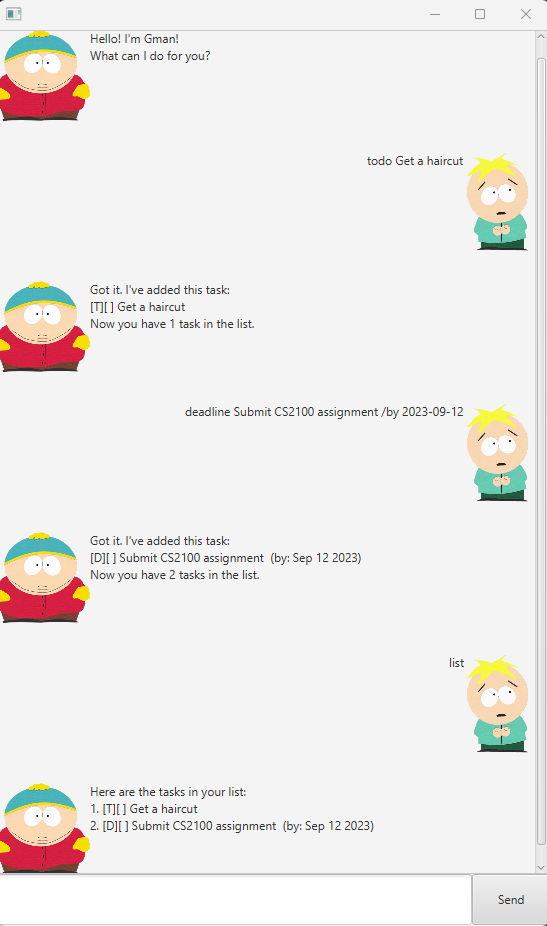 Hello! I'm Gman!
What can I do for you?
todo Get a haircut
Got it. I've added this task:
[T][ ] Get a haircut
Now you have 1 task in the list.
deadline Submit CS2100 assignment /by 2023-09-12
Got it. I've added this task:
[D][ ] Submit CS2100 assignment  (by: Sep 12 2023)
Now you have 2 tasks in the list.
list
Here are the tasks in your list:
1. [T][ ] Get a haircut
2. [D][ ] Submit CS2100 assignment  (by: Sep 12 2023)
Send